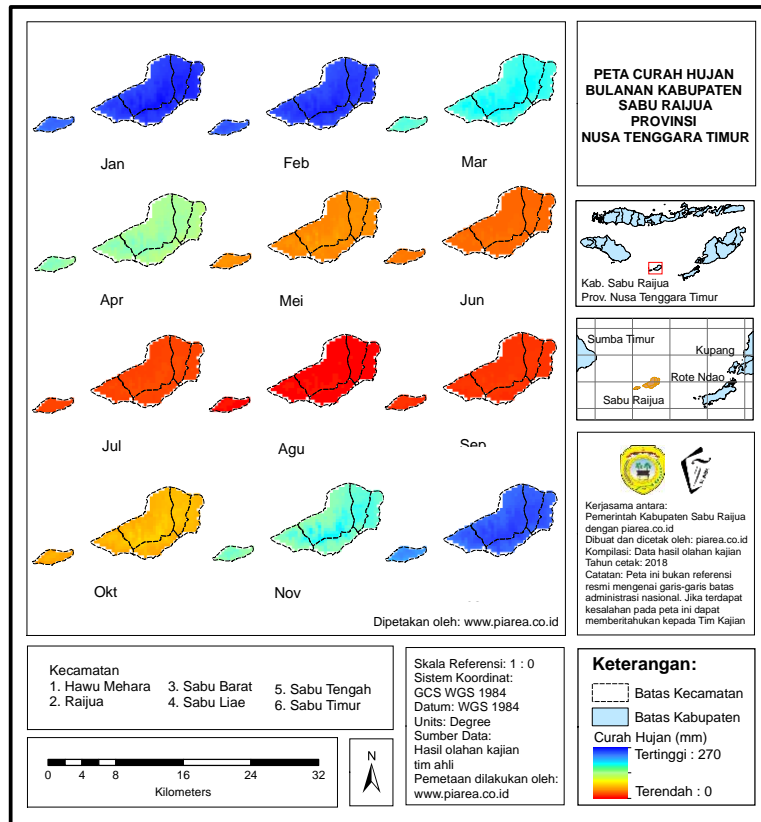 PETA CURAH HUJAN
BULANAN KABUPATEN
SABU RAIJUA
PROVINSI
NUSA TENGGARA TIMUR
Jan
Feb
Mar
Apr
Mei
Jun
Jul
Agu
Sep
Okt
Nov
Dipetakan oleh: www.piarea.co.id
Kab. Sabu Raijua
Prov. Nusa Tenggara Timur
Sumba Timur
Kupang
Rote Ndao
Sabu Raijua
Kerjasama antara:
Pemerintah Kabupaten Sabu Raijua
dengan piarea.co.id
Dibuat dan dicetak oleh: piarea.co.id
Kompilasi: Data hasil olahan kajian
Tahun cetak: 2018
Catatan: Peta ini bukan referensi
resmi mengenai garis-garis batas
administrasi nasional. Jika terdapat
kesalahan pada peta ini dapat
memberitahukan kepada Tim Kajian
Kecamatan
1. Hawu Mehara
2. Raijua
3. Sabu Barat
4. Sabu Liae
5. Sabu Tengah
6. Sabu Timur
0 4 8 16 24 32
Kilometers
N
Skala Referensi: 1 : 0
Sistem Koordinat:
GCS WGS 1984
Datum: WGS 1984
Units: Degree
Sumber Data:
Hasil olahan kajian
tim ahli
Pemetaan dilakukan oleh:
www.piarea.co.id
Keterangan:
Batas Kecamatan
Batas Kabupaten
Curah Hujan (mm)
Tertinggi : 270
Terendah : 0